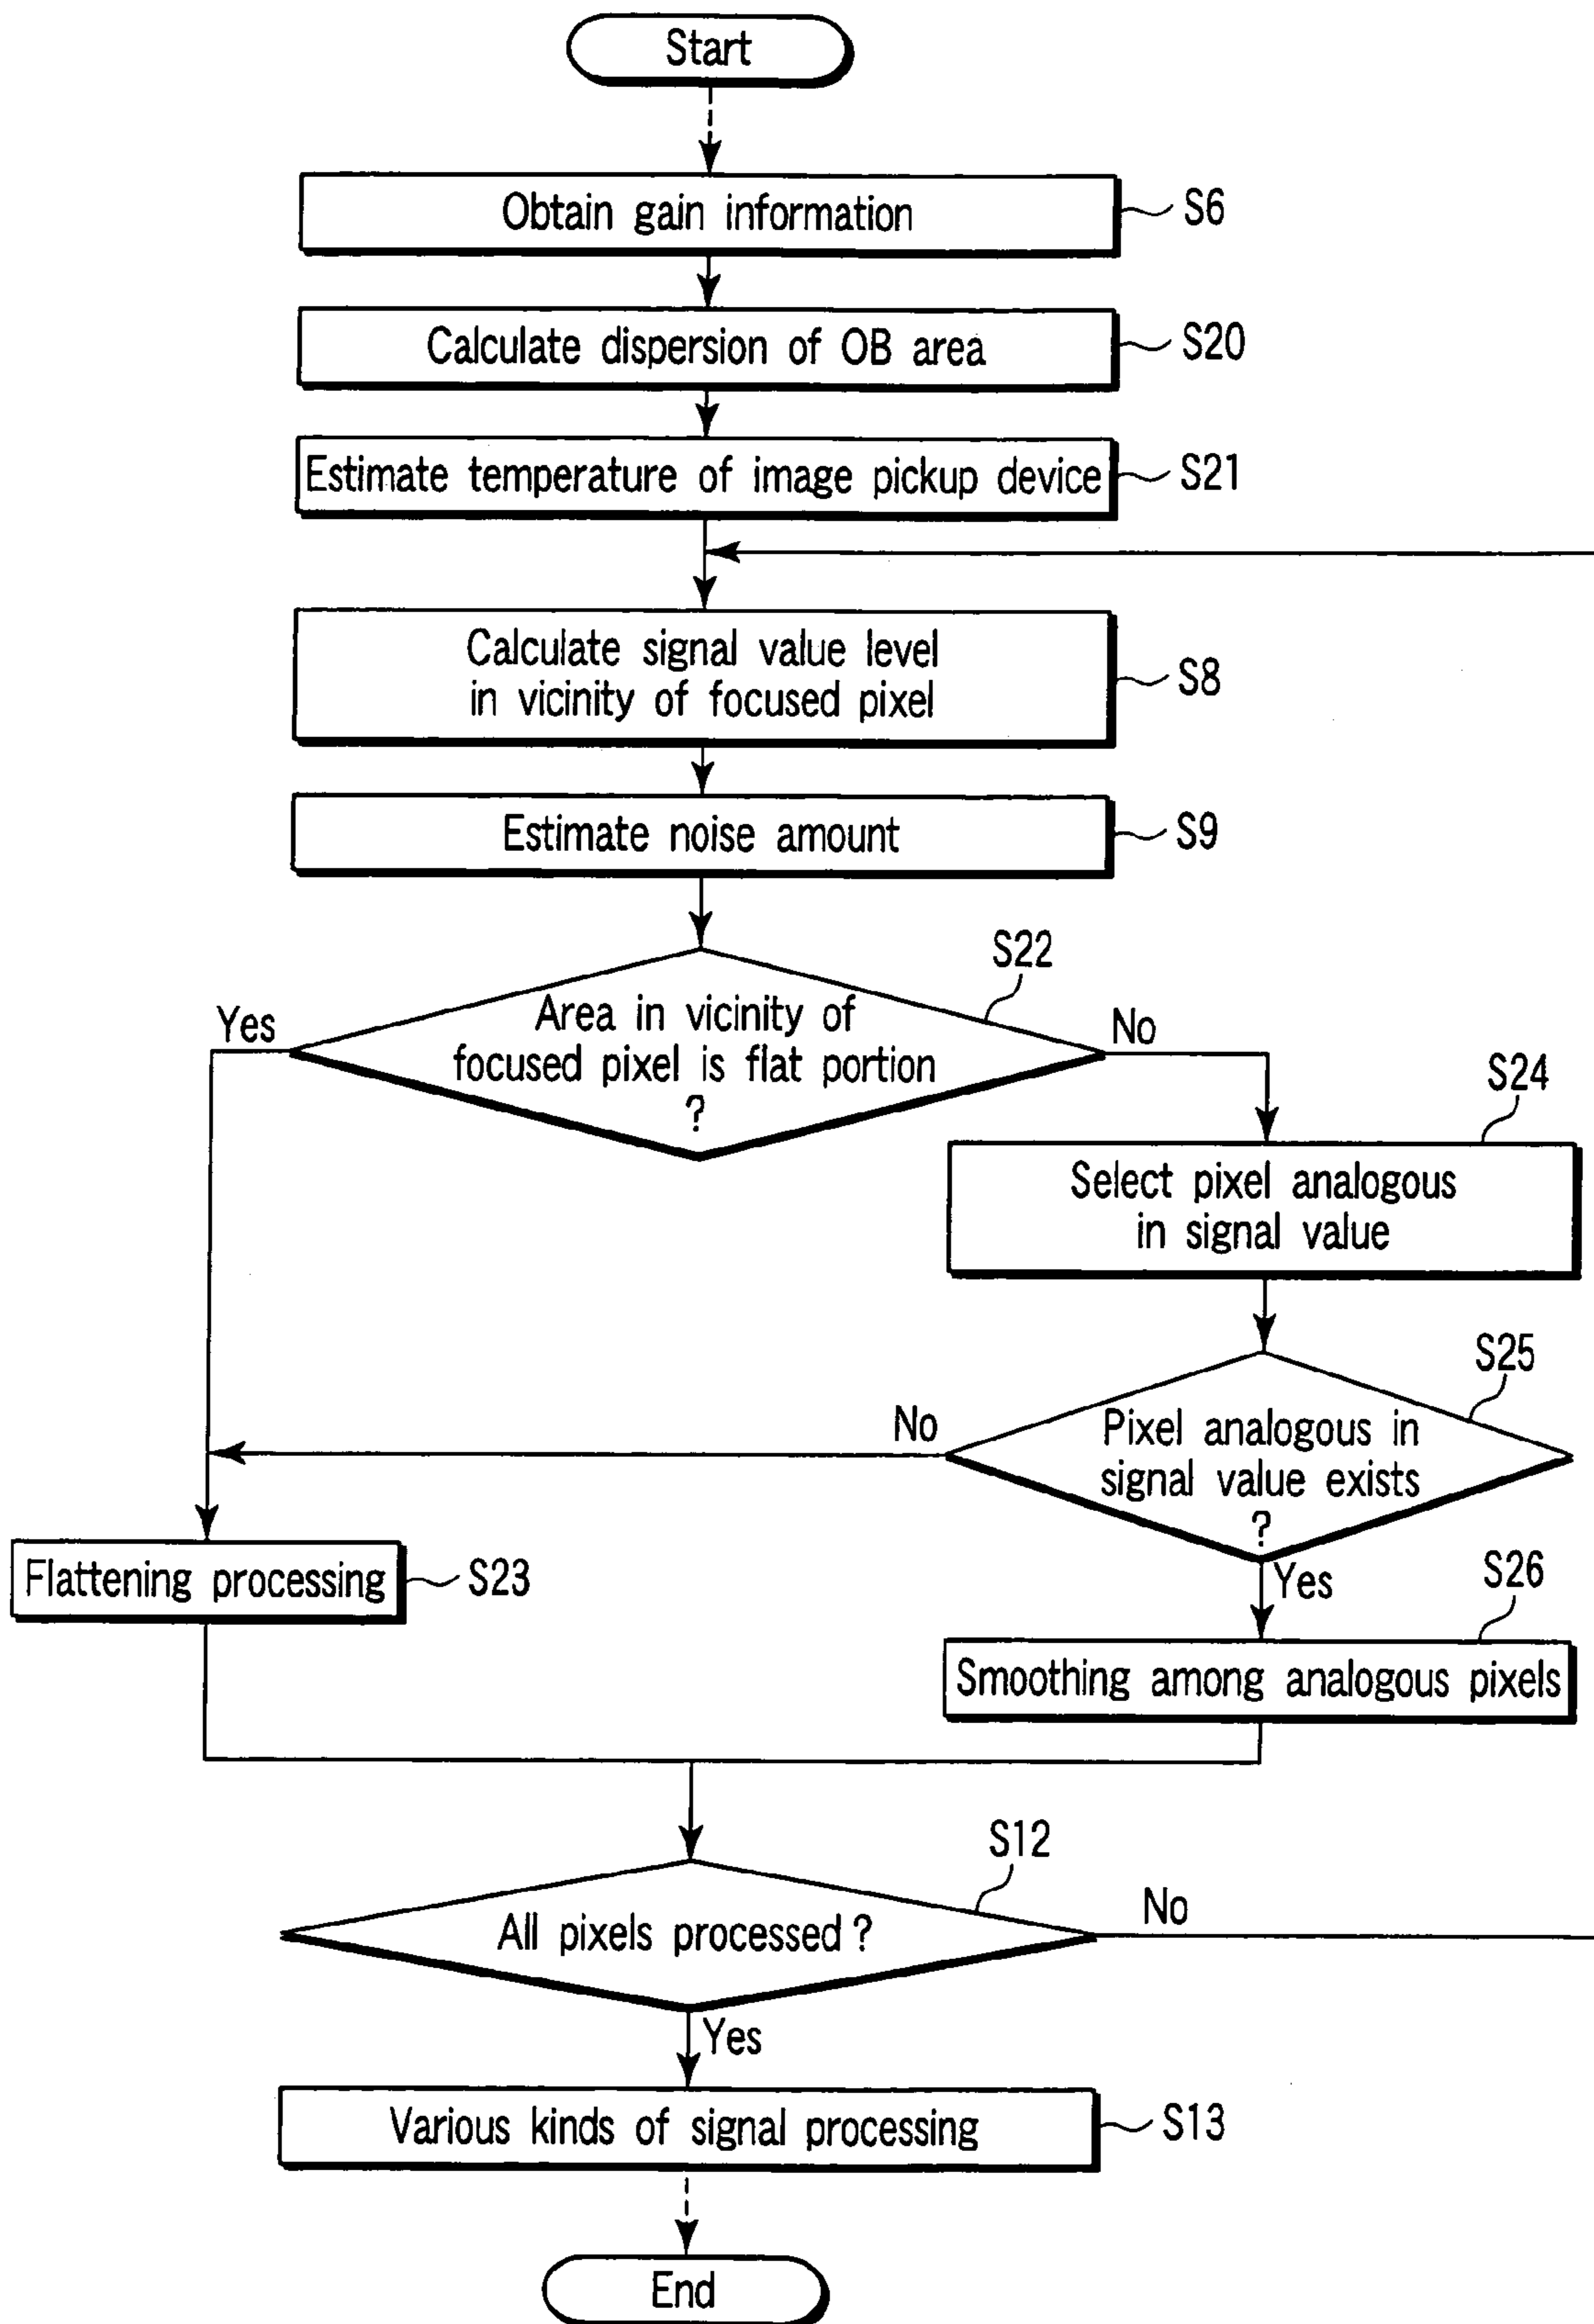 Start
Obtain gain information
S6
Calculate dispersion of OB area
S20
Estimate temperature of image pickup device
S21
Calculate signal value level
in vicinity of focused pixel
S8
Estimate noise amount
S9
S22
Area in vicinity of
focused pixel is flat portion
?
Yes
No
S24
Select pixel analogous
in signal value
S25
Pixel analogous in
signal value exists
?
No
Yes
Flattening processing
S23
S26
Smoothing among analogous pixels
S12
All pixels processed?
No
Yes
Various kinds of signal processing
S13
End